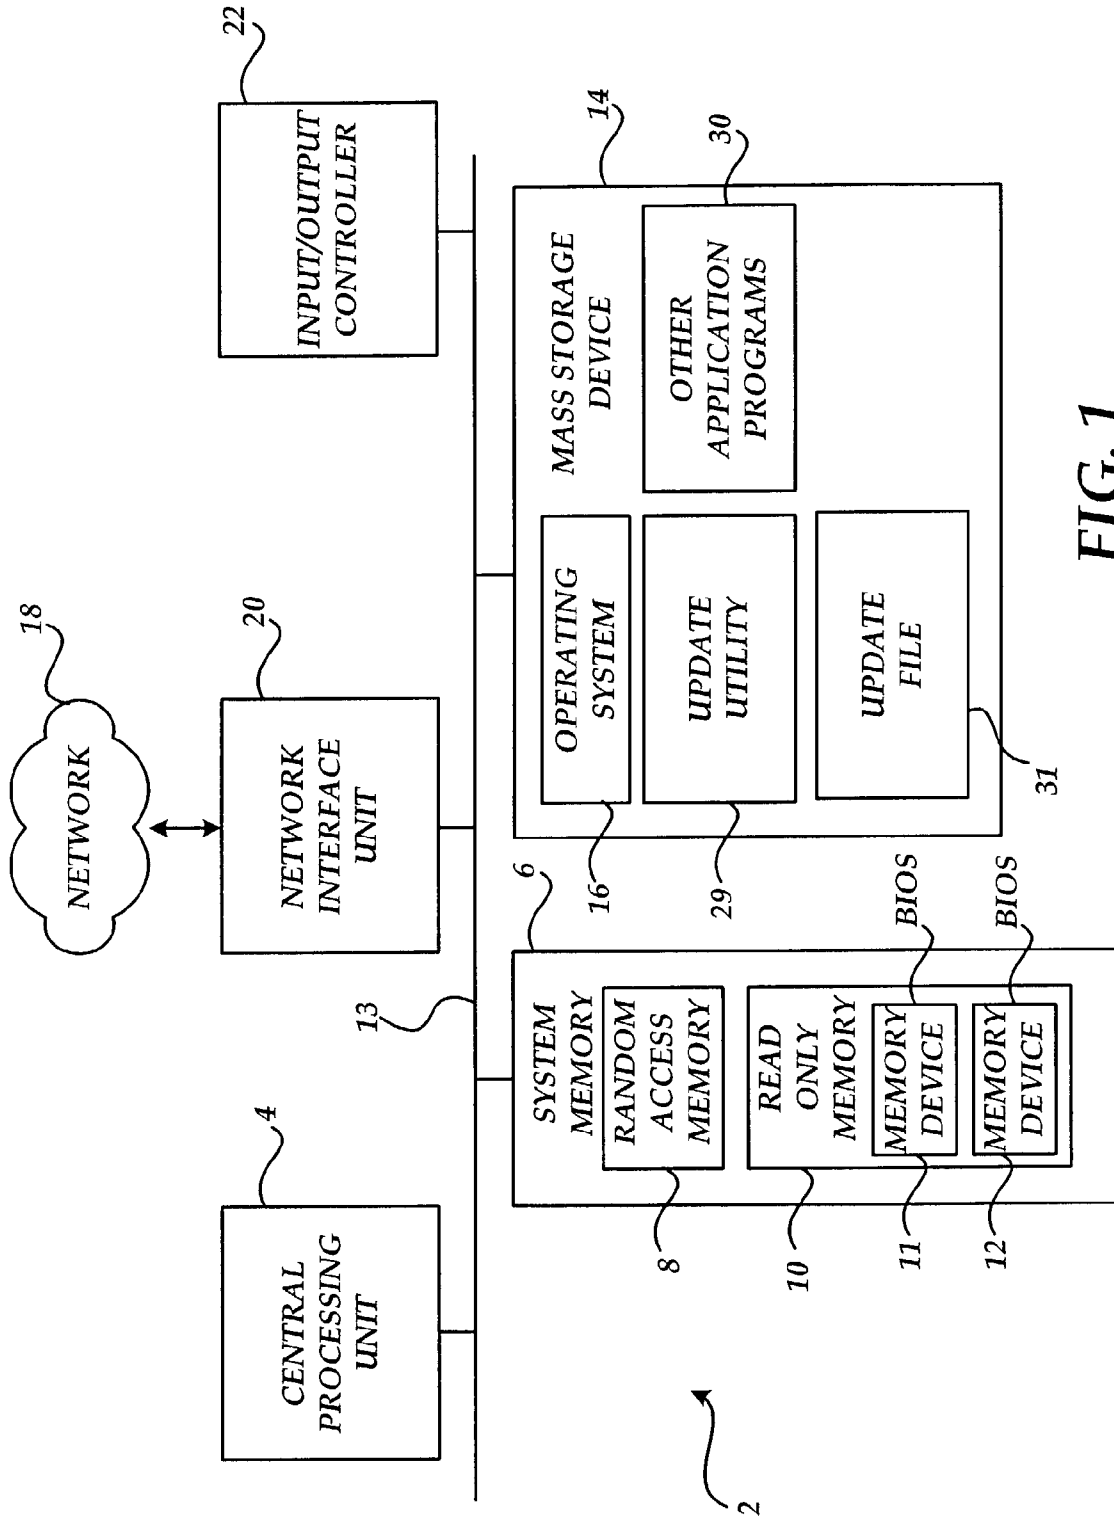 NETWORK
18
CENTRAL
PROCESSING
UNIT
4
NETWORK
INTERFACE
UNIT
20
INPUT/OUTPUT
CONTROLLER
22
13
SYSTEM
MEMORY
6
RANDOM
ACCESS
MEMORY
8
READ
ONLY
MEMORY
10
MEMORY
DEVICE
11
BIOS
MEMORY
DEVICE
12
BIOS
MASS STORAGE
DEVICE
14
OPERATING
SYSTEM
16
UPDATE
UTILITY
29
OTHER
APPLICATION
PROGRAMS
30
UPDATE
FILE
31
2
FIG. 1